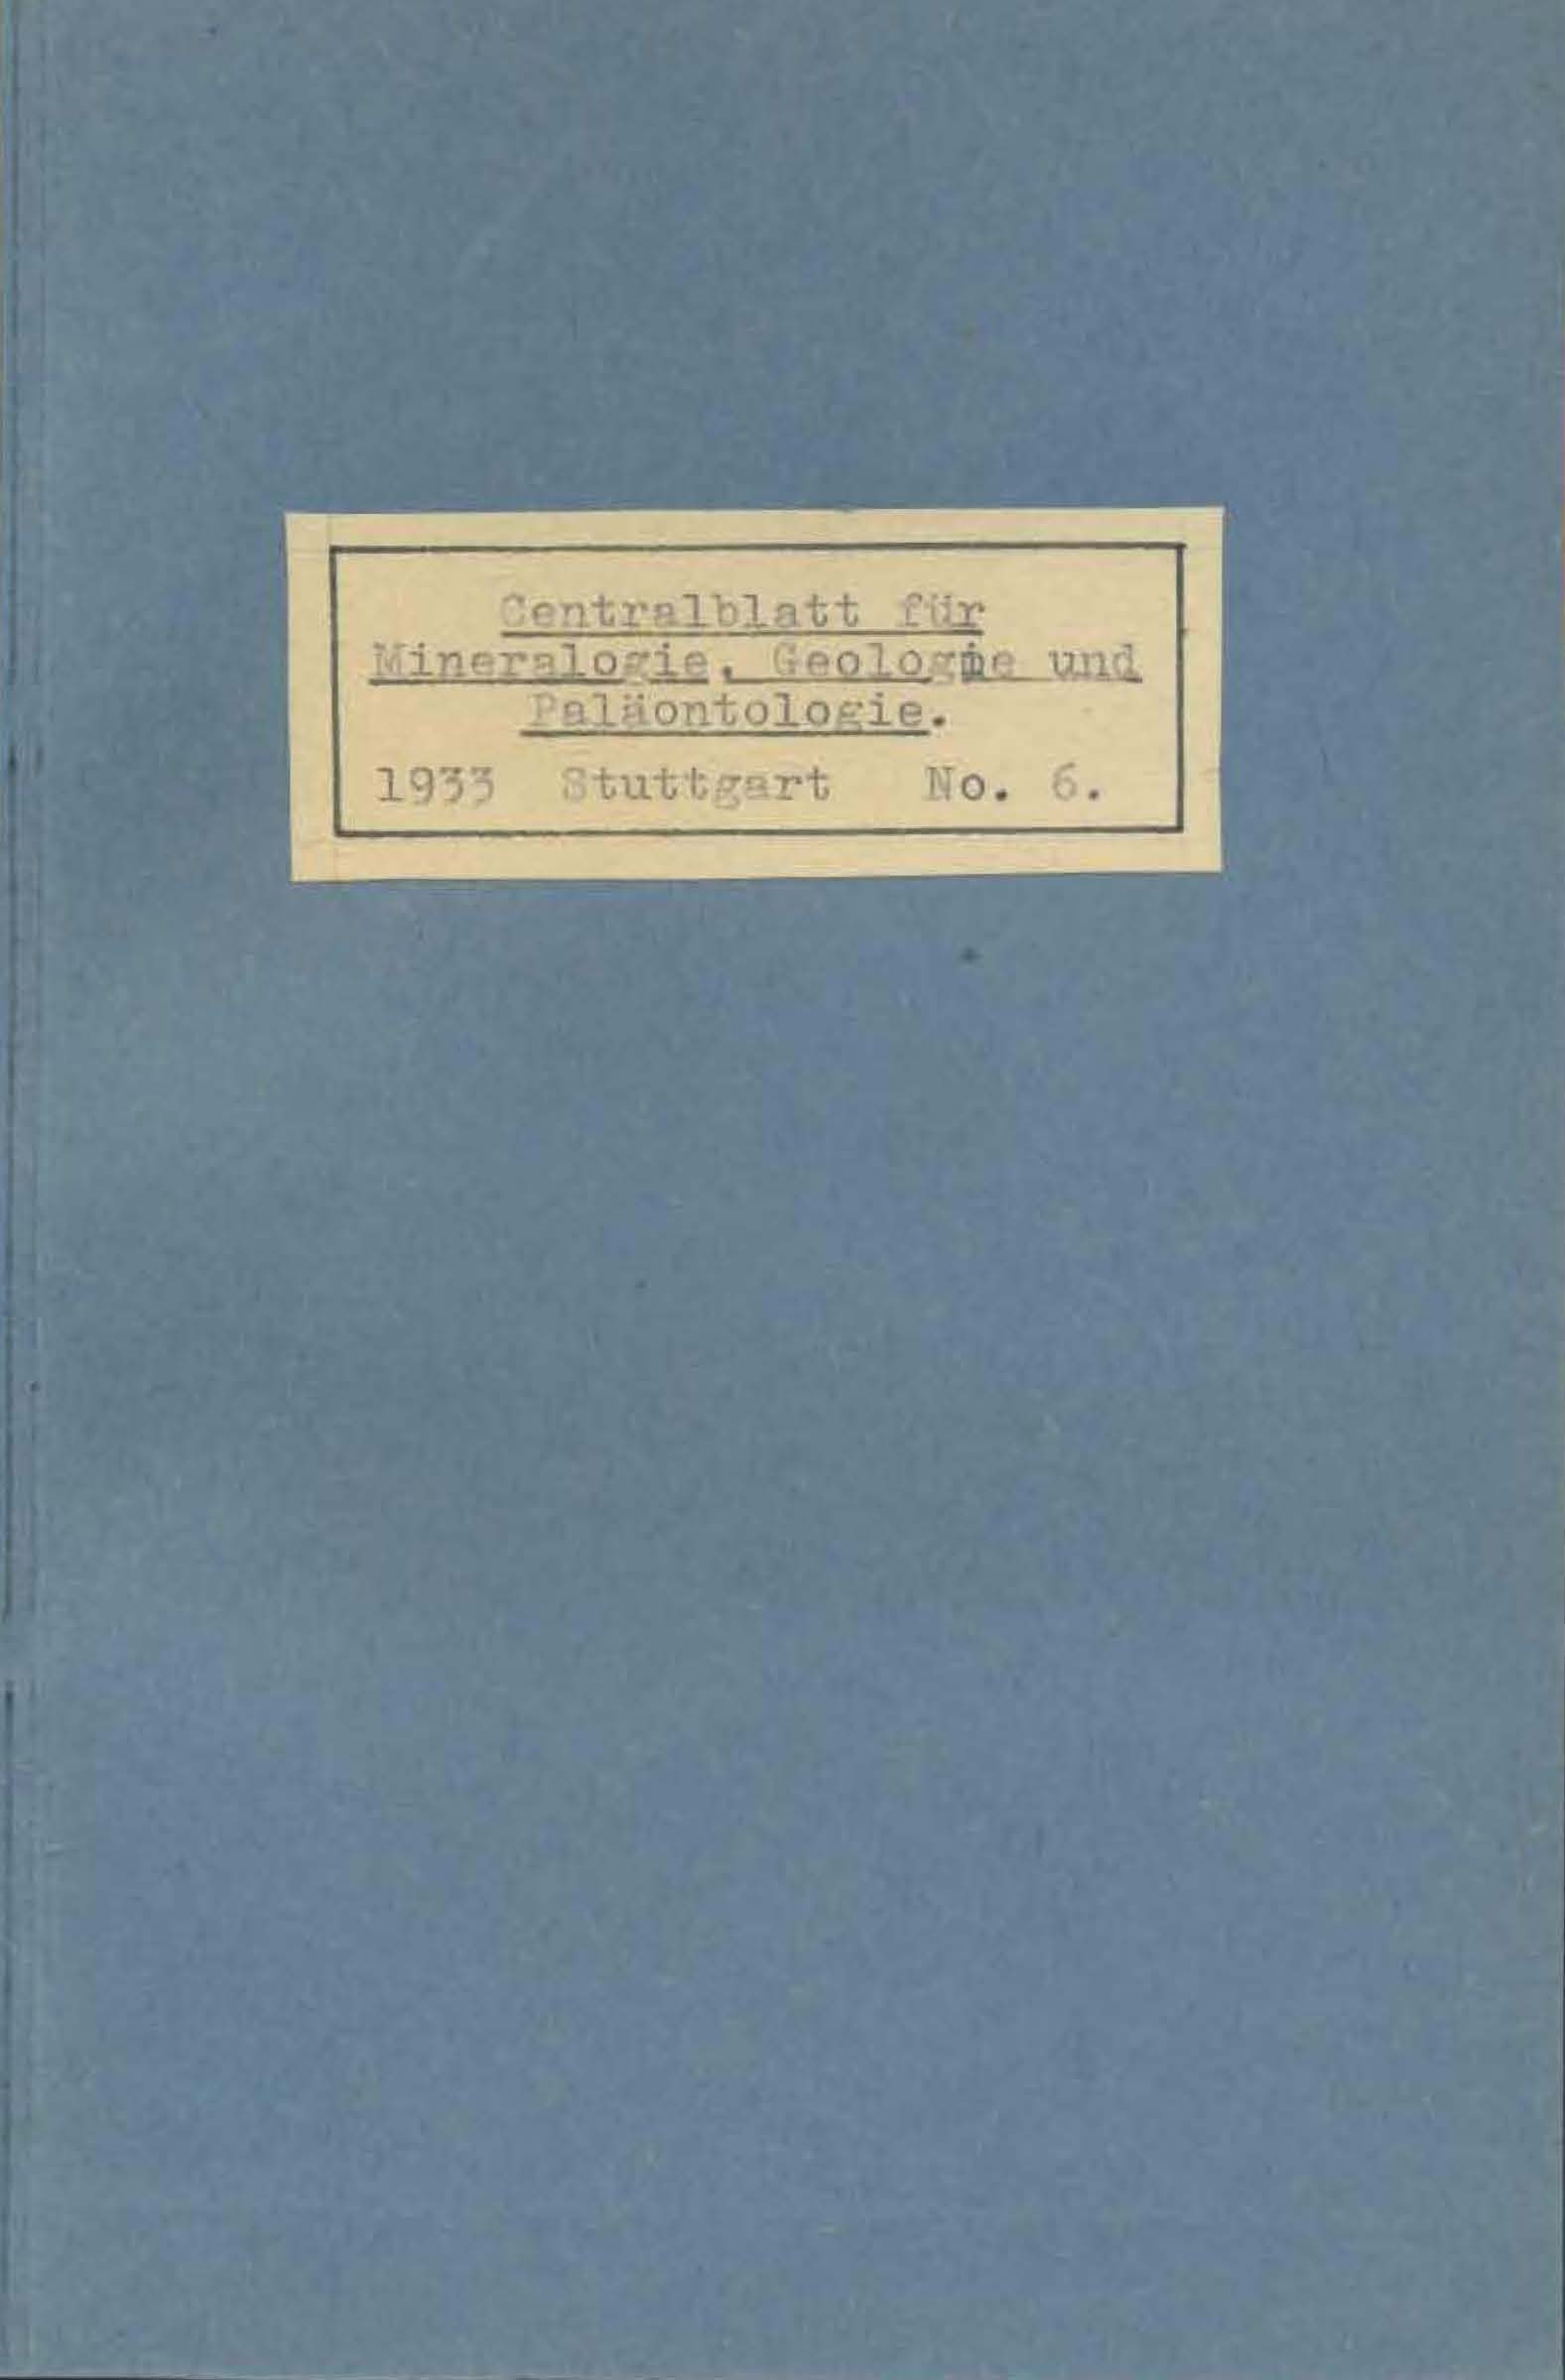 Centralblatt für
Mineralogie, Geologie und
Paläontologie.
1933 Stuttgart No. 6.